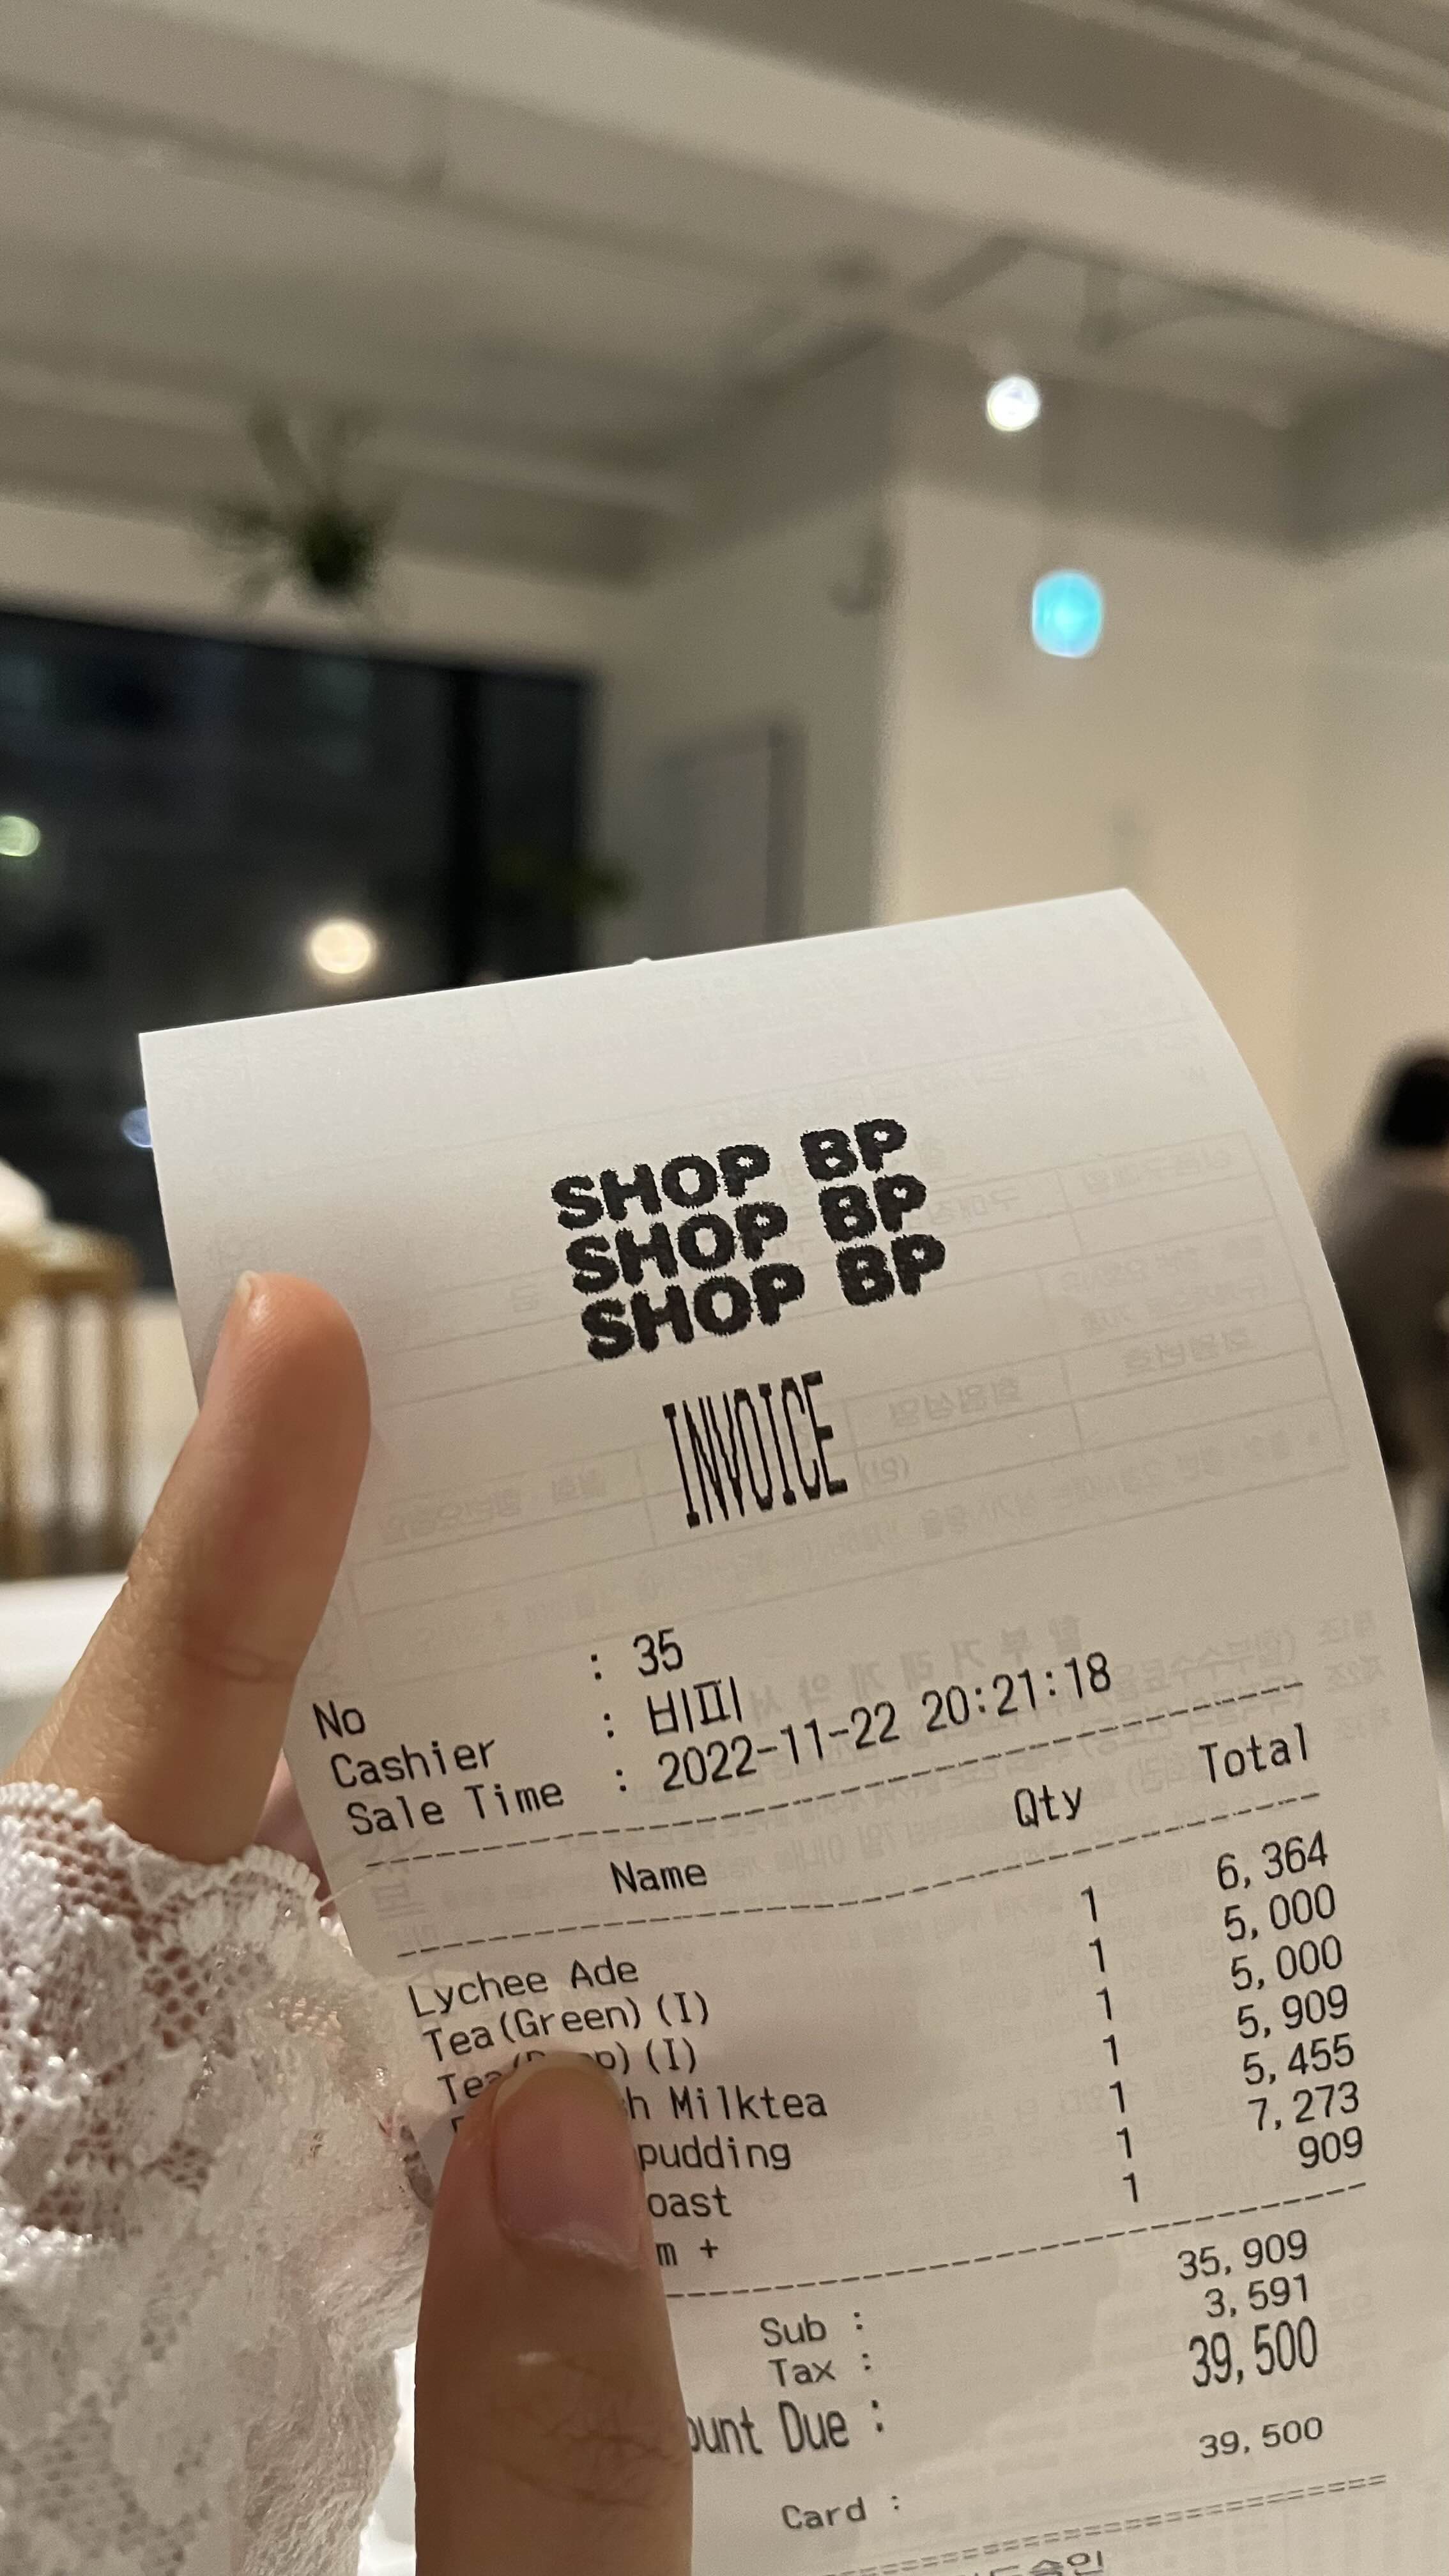 SHOP BP
SHOP BP
SHOP BP
INVOICE
No : 35
Cashier : 비피
Sale Time : 2022-11-22 20:21:18
Name Qty Total
Lychee Ade 1 6,364
Tea(Green)(I) 1 5,000
(I) 1 5,000
Milktea 1 5,909
pudding 1 5,455
1 7,273
+ 1 909
Sub : 35,909
Tax : 3,591
Due : 39,500
Card : 39,500